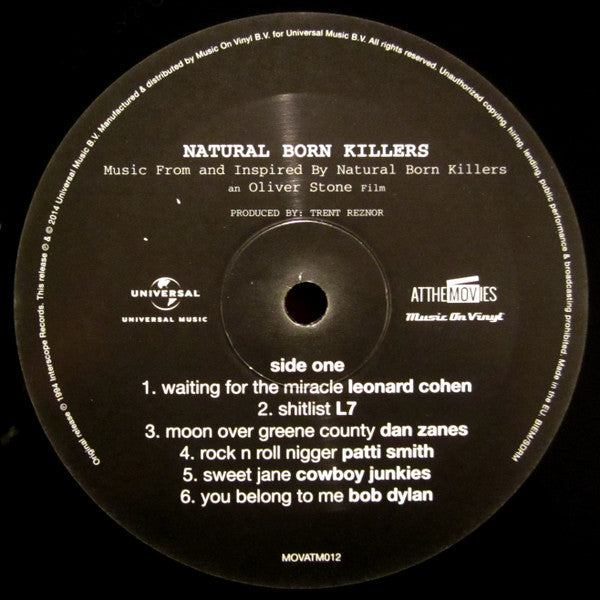 Original release ℗ 1994 Interscope Records. This release ℗ & © 2014 Universal Music B.V. Manufactured & distributed by Music On Vinyl B.V. for Universal Music B.V. All rights reserved. Unauthorized copying, hiring, lending, public performance & broadcasting prohibited. Made in the EU. BIEM/SDRM
NATURAL BORN KILLERS
Music From and Inspired By Natural Born Killers
an Oliver Stone Film
PRODUCED BY: TRENT REZNOR
UNIVERSAL
UNIVERSAL MUSIC
ATTHEMOVIES
Music On Vinyl
side one
1. waiting for the miracle leonard cohen
2. shitlist L7
3. moon over greene county dan zanes
4. rock n roll nigger patti smith
5. sweet jane cowboy junkies
6. you belong to me bob dylan
MOVATM012